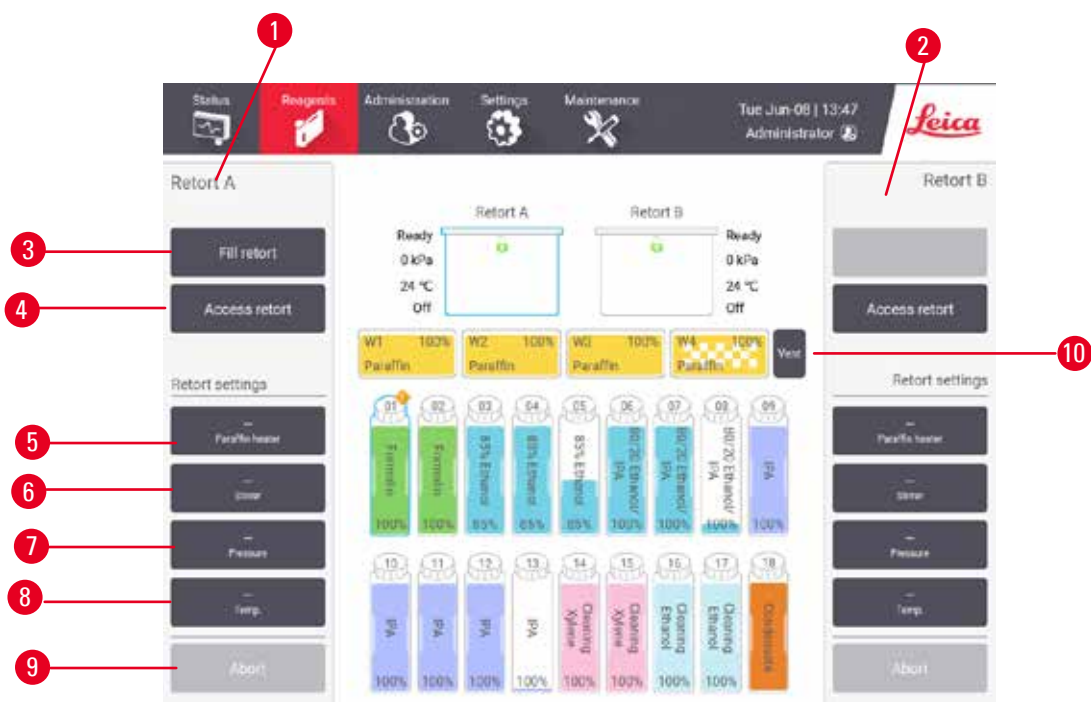 1
2
Status
Reagents
Administration
Settings
Maintenance
Tue Jun-08 | 13:47
Administrator
Leica
Retort A
Retort B
Retort A
Retort B
3
Fill retort
Ready
0 kPa
24 °C
Off
Ready
0 kPa
24 °C
Off
4
Access retort
Access retort
W1 100%
Paraffin
W2 100%
Paraffin
W3 100%
Paraffin
W4 100%
Paraffin
Vent
10
Retort settings
Retort settings
5
--
Paraffin heater
--
Paraffin heater
6
--
Stirrer
--
Stirrer
7
--
Pressure
--
Pressure
8
--
Temp.
--
Temp.
9
Abort
Abort
01
Formalin
100%
02
Formalin
100%
03
85% Ethanol
85%
04
85% Ethanol
85%
05
85% Ethanol
85%
06
80/20 Ethanol/
IPA
100%
07
80/20 Ethanol/
IPA
100%
08
80/20 Ethanol/
IPA
100%
09
IPA
100%
10
IPA
100%
11
IPA
100%
12
IPA
100%
13
IPA
100%
14
Cleaning
Xylene
100%
15
Cleaning
Xylene
100%
16
Cleaning
Ethanol
100%
17
Cleaning
Ethanol
100%
18
Condensate